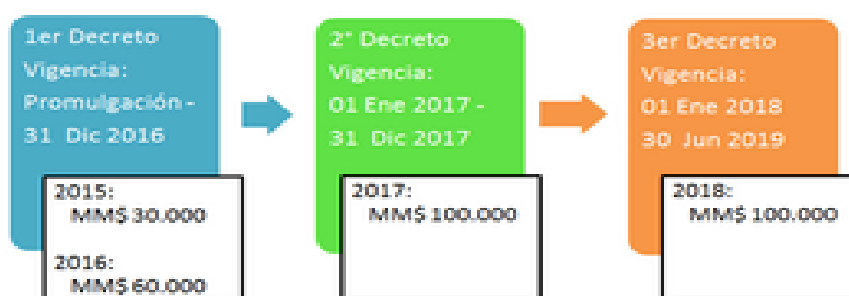 1er Decreto
Vigencia:
Promulgación -
31 Dic 2016
2015:
MM$ 30.000
2016:
MM$ 60.000
2° Decreto
Vigencia:
01 Ene 2017 -
31 Dic 2017
2017:
MM$ 100.000
3er Decreto
Vigencia:
01 Ene 2018
30 Jun 2019
2018:
MM$ 100.000